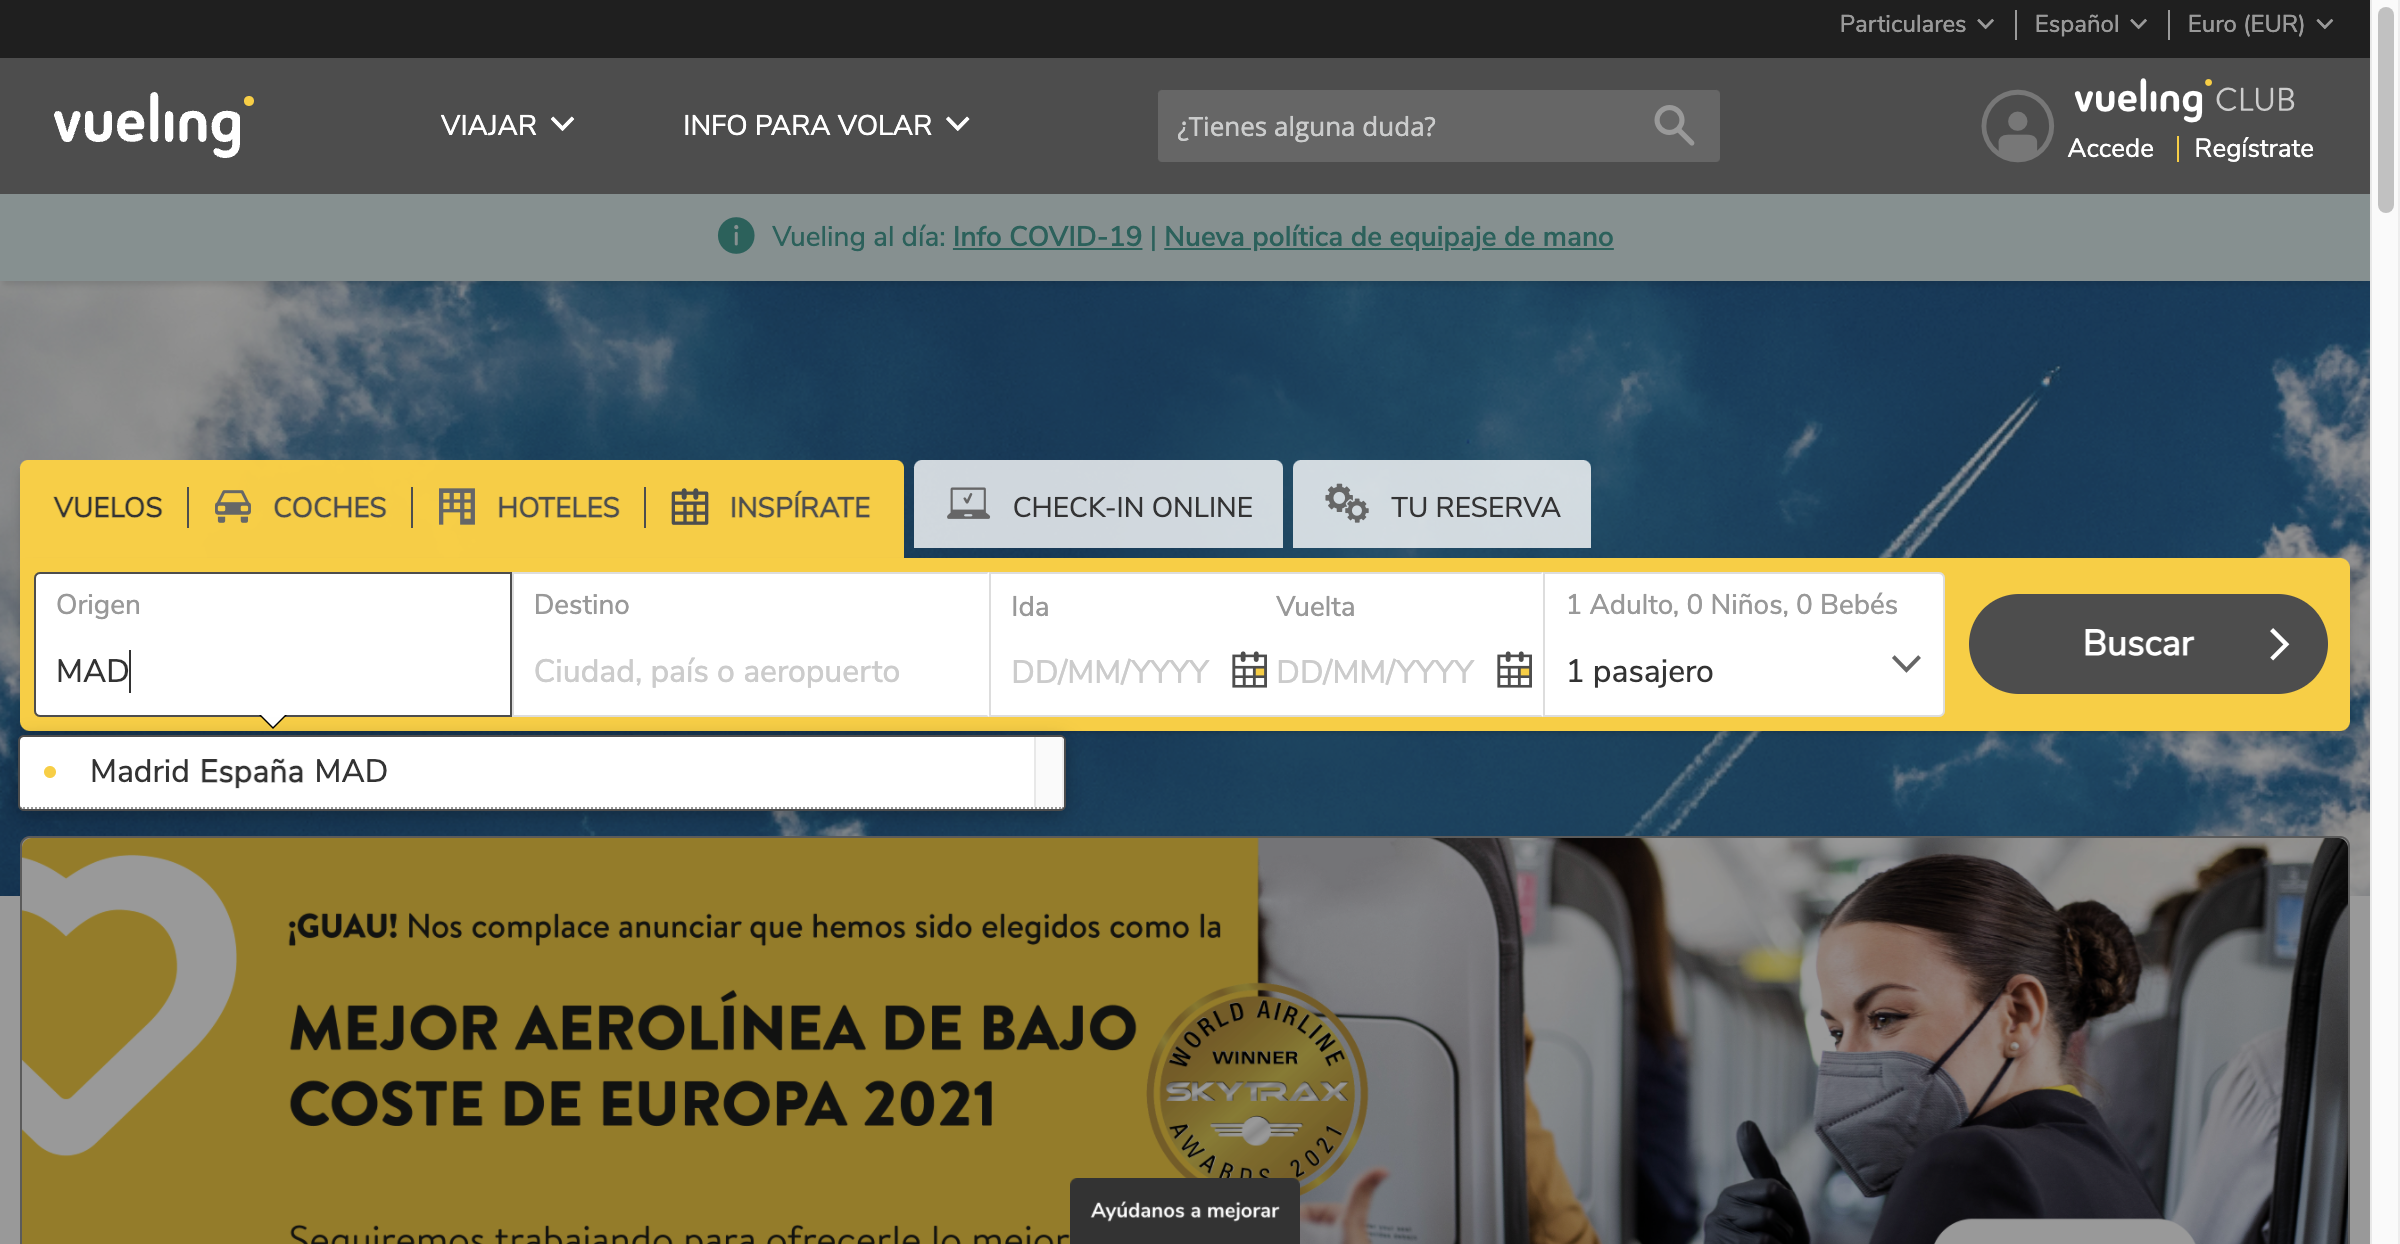 Particulares
Español
Euro (EUR)
vueling
VIAJAR
INFO PARA VOLAR
¿Tienes alguna duda?
vueling CLUB
Accede | Regístrate
Vueling al día: Info COVID-19 | Nueva política de equipaje de mano
VUELOS
COCHES
HOTELES
INSPÍRATE
CHECK-IN ONLINE
TU RESERVA
Origen
MAD
Destino
Ciudad, país o aeropuerto
Ida
DD/MM/YYYY
Vuelta
DD/MM/YYYY
1 Adulto, 0 Niños, 0 Bebés
1 pasajero
Buscar
Madrid España MAD
¡GUAU! Nos complace anunciar que hemos sido elegidos como la
MEJOR AEROLÍNEA DE BAJO
COSTE DE EUROPA 2021
WORLD AIRLINE
WINNER
SKYTRAX
AWARDS 2021
Seguiremos trabajando para ofrecerle lo mejor
Ayúdanos a mejorar